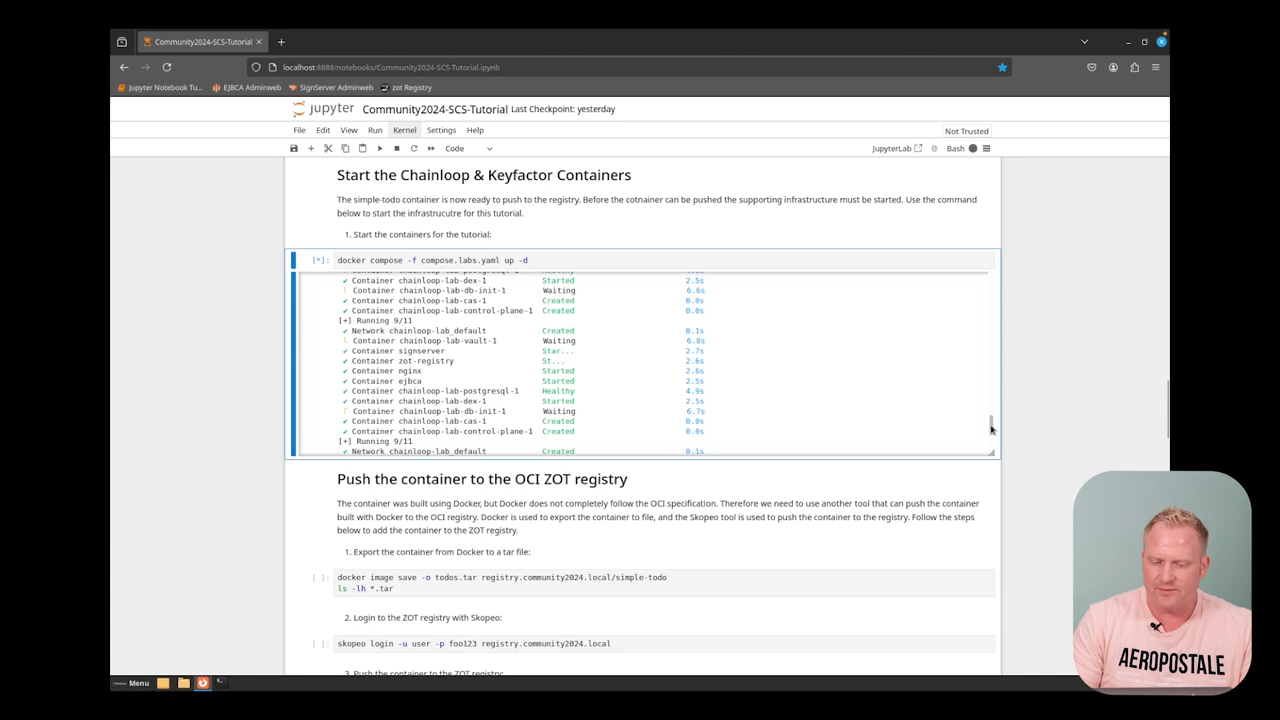 Community2024-SCS-Tutorial
localhost:8888/notebooks/Community2024-SCS-Tutorial.ipynb
Jupyter Notebook Tu... EJBCA Adminweb SignServer Adminweb zot Registry
jupyter Community2024-SCS-Tutorial Last Checkpoint: yesterday
File Edit View Run Kernel Settings Help Not Trusted
Code JupyterLab Bash
Start the Chainloop & Keyfactor Containers
The simple-todo container is now ready to push to the registry. Before the cotnainer can be pushed the supporting infrastructure must be started. Use the command
below to start the infrastrucutre for this tutorial.
1. Start the containers for the tutorial:
[*]: docker compose -f compose.labs.yaml up -d
✔ Container chainloop-lab-dex-1 Started 2.5s
Container chainloop-lab-db-init-1 Waiting 6.6s
✔ Container chainloop-lab-cas-1 Created 0.0s
✔ Container chainloop-lab-control-plane-1 Created 0.0s
[+] Running 9/11
✔ Network chainloop-lab_default Created 0.1s
Container chainloop-lab-vault-1 Waiting 6.8s
✔ Container signserver Star... 2.7s
✔ Container zot-registry St... 2.6s
✔ Container nginx Started 2.6s
✔ Container ejbca Started 2.5s
✔ Container chainloop-lab-postgresql-1 Healthy 4.9s
✔ Container chainloop-lab-dex-1 Started 2.5s
Container chainloop-lab-db-init-1 Waiting 6.7s
✔ Container chainloop-lab-cas-1 Created 0.0s
✔ Container chainloop-lab-control-plane-1 Created 0.0s
[+] Running 9/11
✔ Network chainloop-lab_default Created 0.1s
Push the container to the OCI ZOT registry
The container was built using Docker, but Docker does not completely follow the OCI specification. Therefore we need to use another tool that can push the container
built with Docker to the OCI registry. Docker is used to export the container to file, and the Skopeo tool is used to push the container to the registry. Follow the steps
below to add the container to the ZOT registry.
1. Export the container from Docker to a tar file:
[ ]: docker image save -o todos.tar registry.community2024.local/simple-todo
ls -lh *.tar
2. Login to the ZOT registry with Skopeo:
[ ]: skopeo login -u user -p foo123 registry.community2024.local
3. Push the container to the ZOT registry:
Menu
AEROPOSTALE